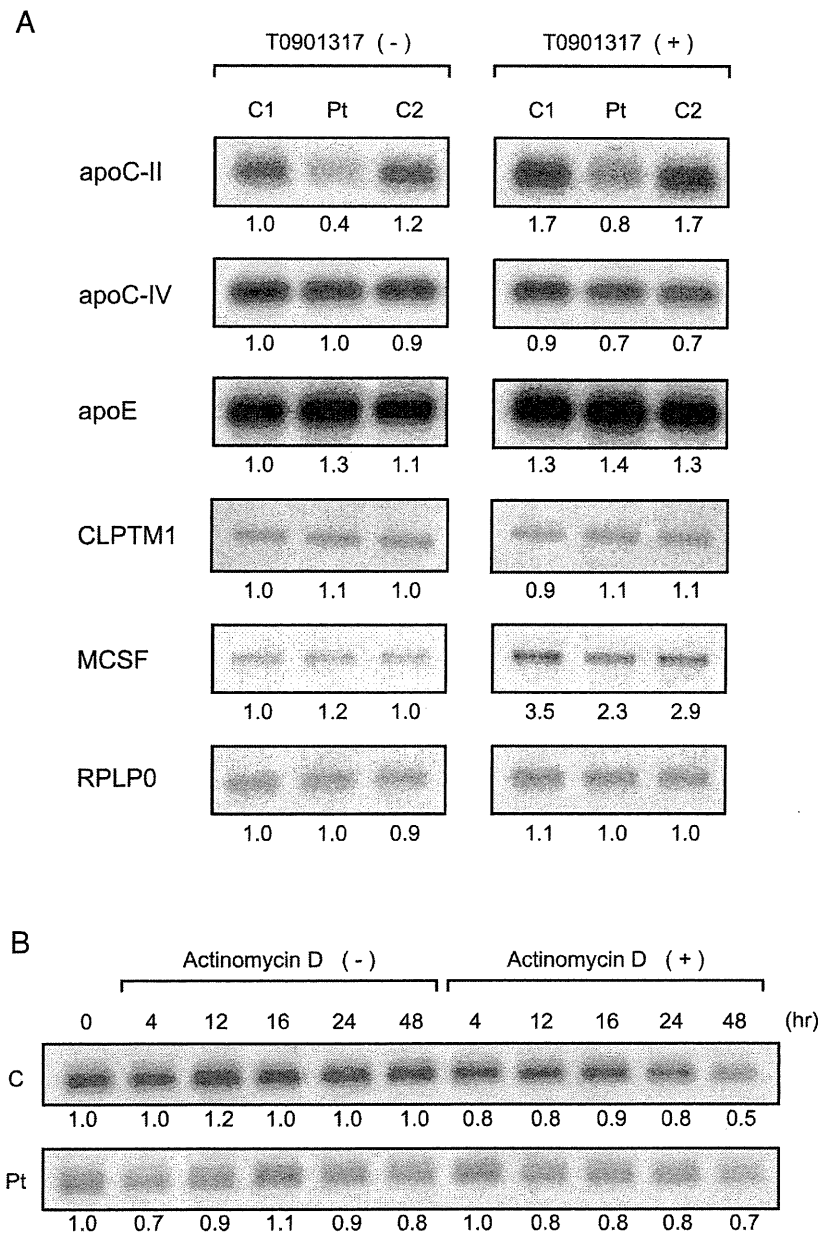 A
T0901317 ( - ) T0901317 ( + )
C1 Pt C2 C1 Pt C2
apoC-II
1.0 0.4 1.2 1.7 0.8 1.7
apoC-IV
1.0 1.0 0.9 0.9 0.7 0.7
apoE
1.0 1.3 1.1 1.3 1.4 1.3
CLPTM1
1.0 1.1 1.0 0.9 1.1 1.1
MCSF
1.0 1.2 1.0 3.5 2.3 2.9
RPLP0
1.0 1.0 0.9 1.1 1.0 1.0
B
Actinomycin D ( - ) Actinomycin D ( + )
0 4 12 16 24 48 4 12 16 24 48 (hr)
C
1.0 1.0 1.2 1.0 1.0 1.0 0.8 0.8 0.9 0.8 0.5
Pt
1.0 0.7 0.9 1.1 0.9 0.8 1.0 0.8 0.8 0.8 0.7